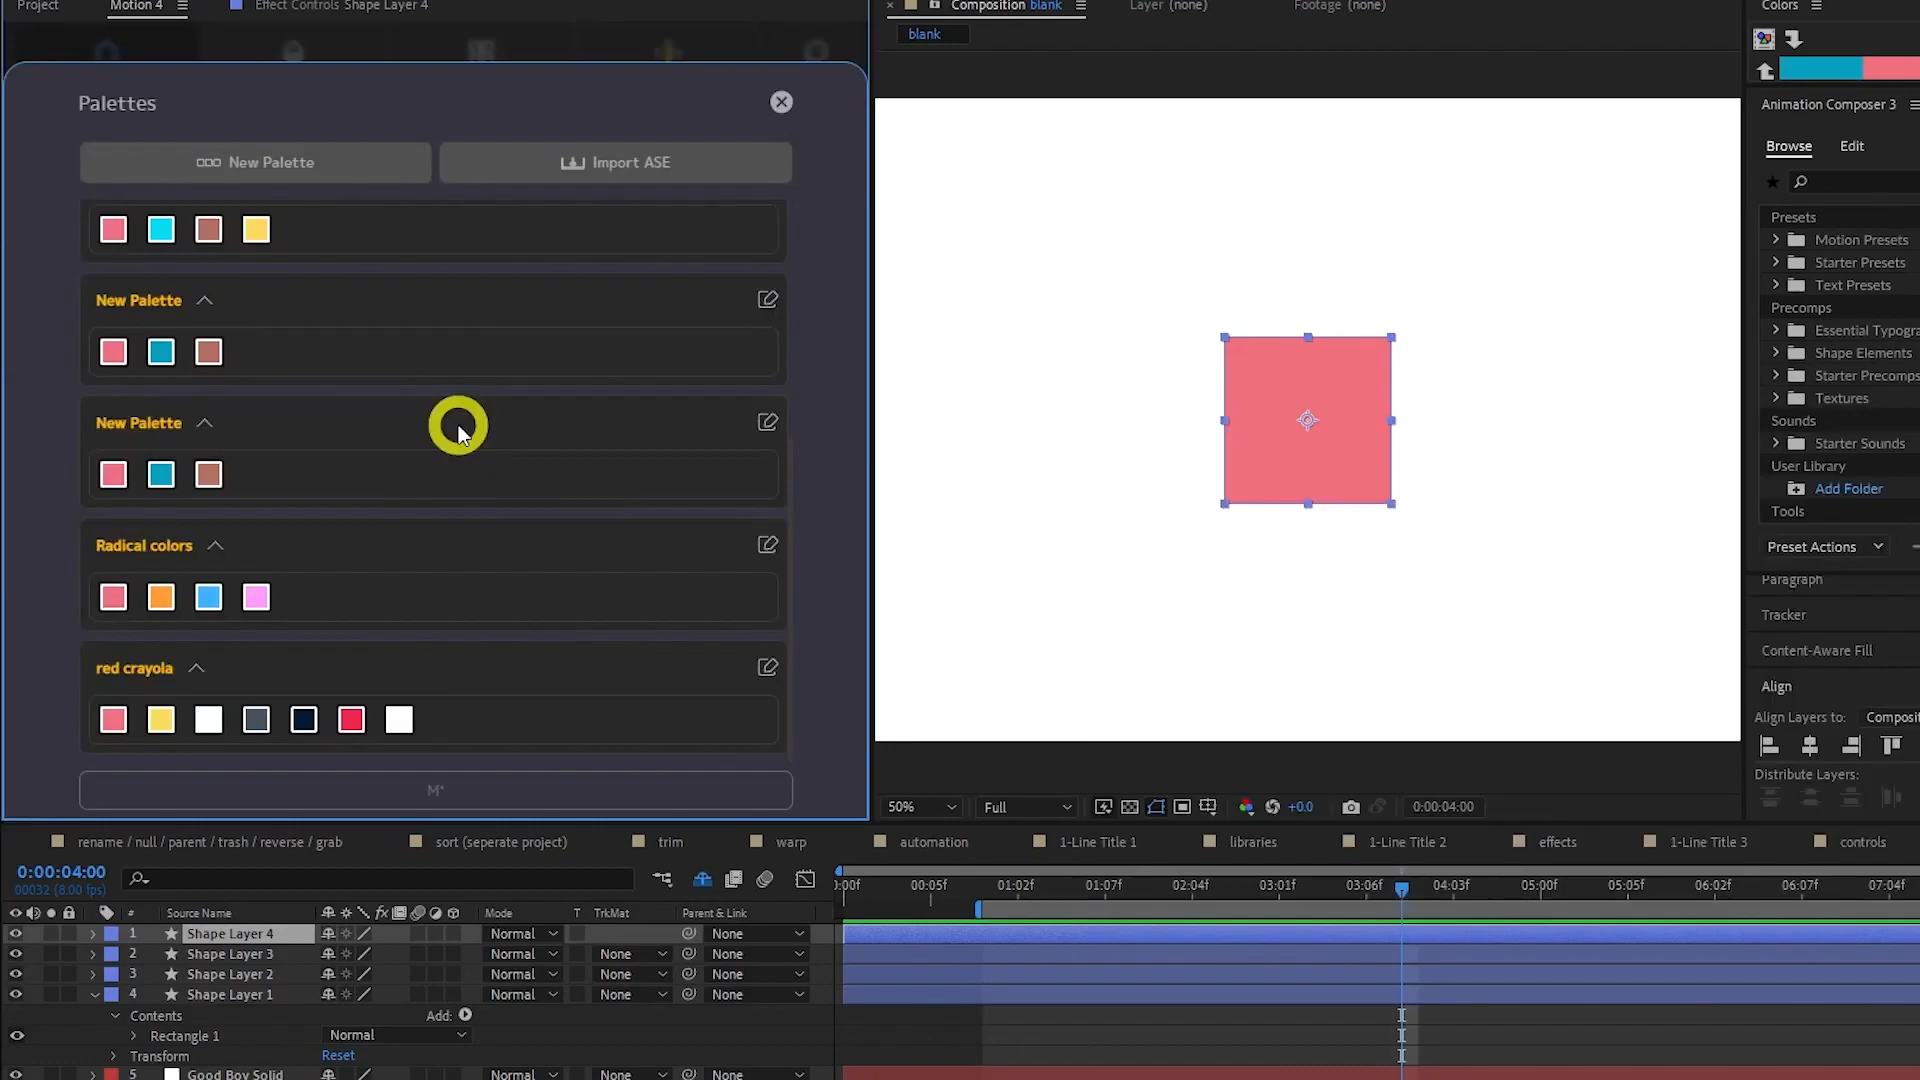 Project
Motion 4
Effect Controls Shape Layer 4
Composition blank
Layer (none)
Footage (none)
Colors
blank
Palettes
New Palette
Import ASE
New Palette
New Palette
Radical colors
red crayola
M*
Animation Composer 3
Browse
Edit
Presets
Motion Presets
Starter Presets
Text Presets
Precomps
Essential Typogra
Shape Elements
Starter Precomps
Textures
Sounds
Starter Sounds
User Library
Add Folder
Tools
Preset Actions
Paragraph
Tracker
Content-Aware Fill
Align
Align Layers to:
Composit
Distribute Layers:
50%
Full
+0.0
0:00:04:00
rename / null / parent / trash / reverse / grab
sort (seperate project)
trim
warp
automation
1-Line Title 1
libraries
1-Line Title 2
effects
1-Line Title 3
controls
0:00:04:00
00032 (8.00 fps)
):00f 00:05f 01:02f 01:07f 02:04f 03:01f 03:06f 04:03f 05:00f 05:05f 06:02f 06:07f 07:04f
# Source Name fx Mode T TrkMat Parent & Link
1 Shape Layer 4 Normal None
2 Shape Layer 3 Normal None None
3 Shape Layer 2 Normal None None
4 Shape Layer 1 Normal None None
Contents Add:
Rectangle 1 Normal
Transform Reset
5 Good Boy Solid Normal None None